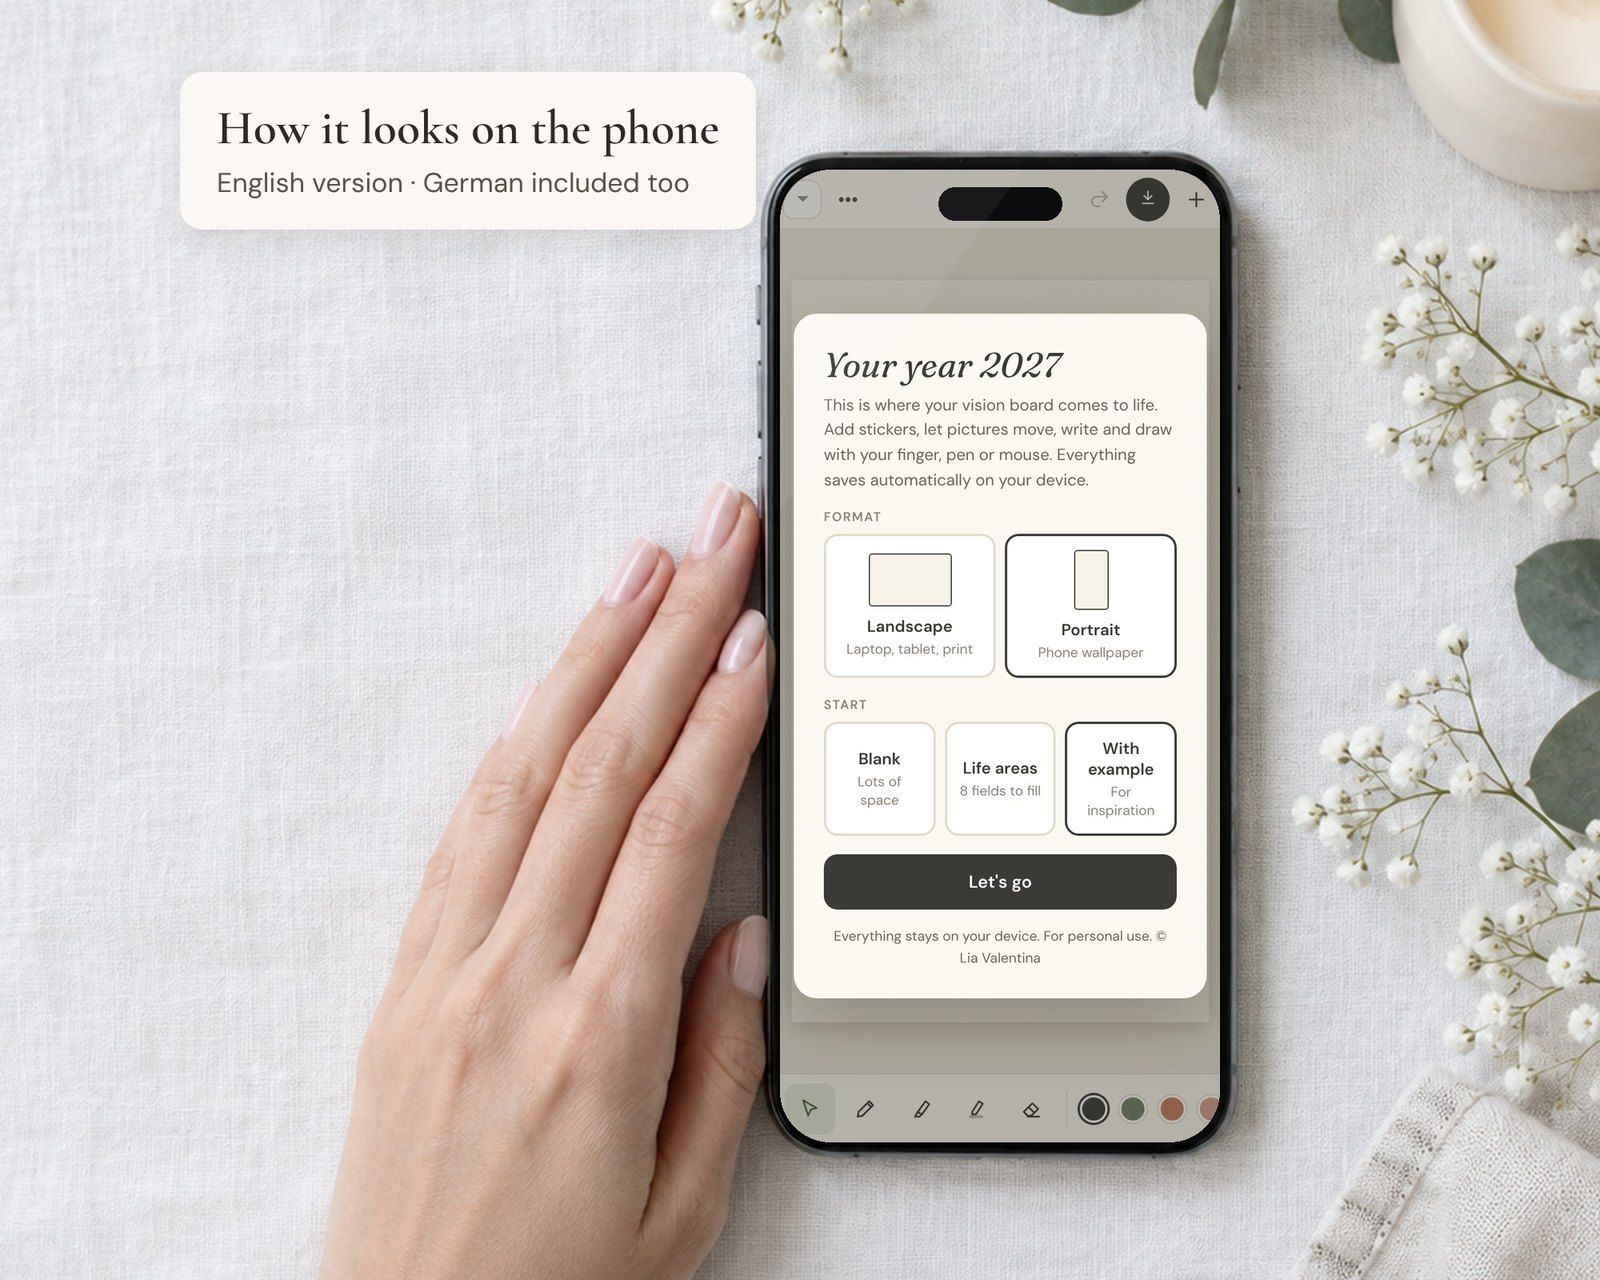 How it looks on the phone
English version · German included too
Your year 2027
This is where your vision board comes to life.
Add stickers, let pictures move, write and draw
with your finger, pen or mouse. Everything
saves automatically on your device.
FORMAT
Landscape
Laptop, tablet, print
Portrait
Phone wallpaper
START
Blank
Lots of
space
Life areas
8 fields to fill
With
example
For
inspiration
Let's go
Everything stays on your device. For personal use. ©
Lia Valentina